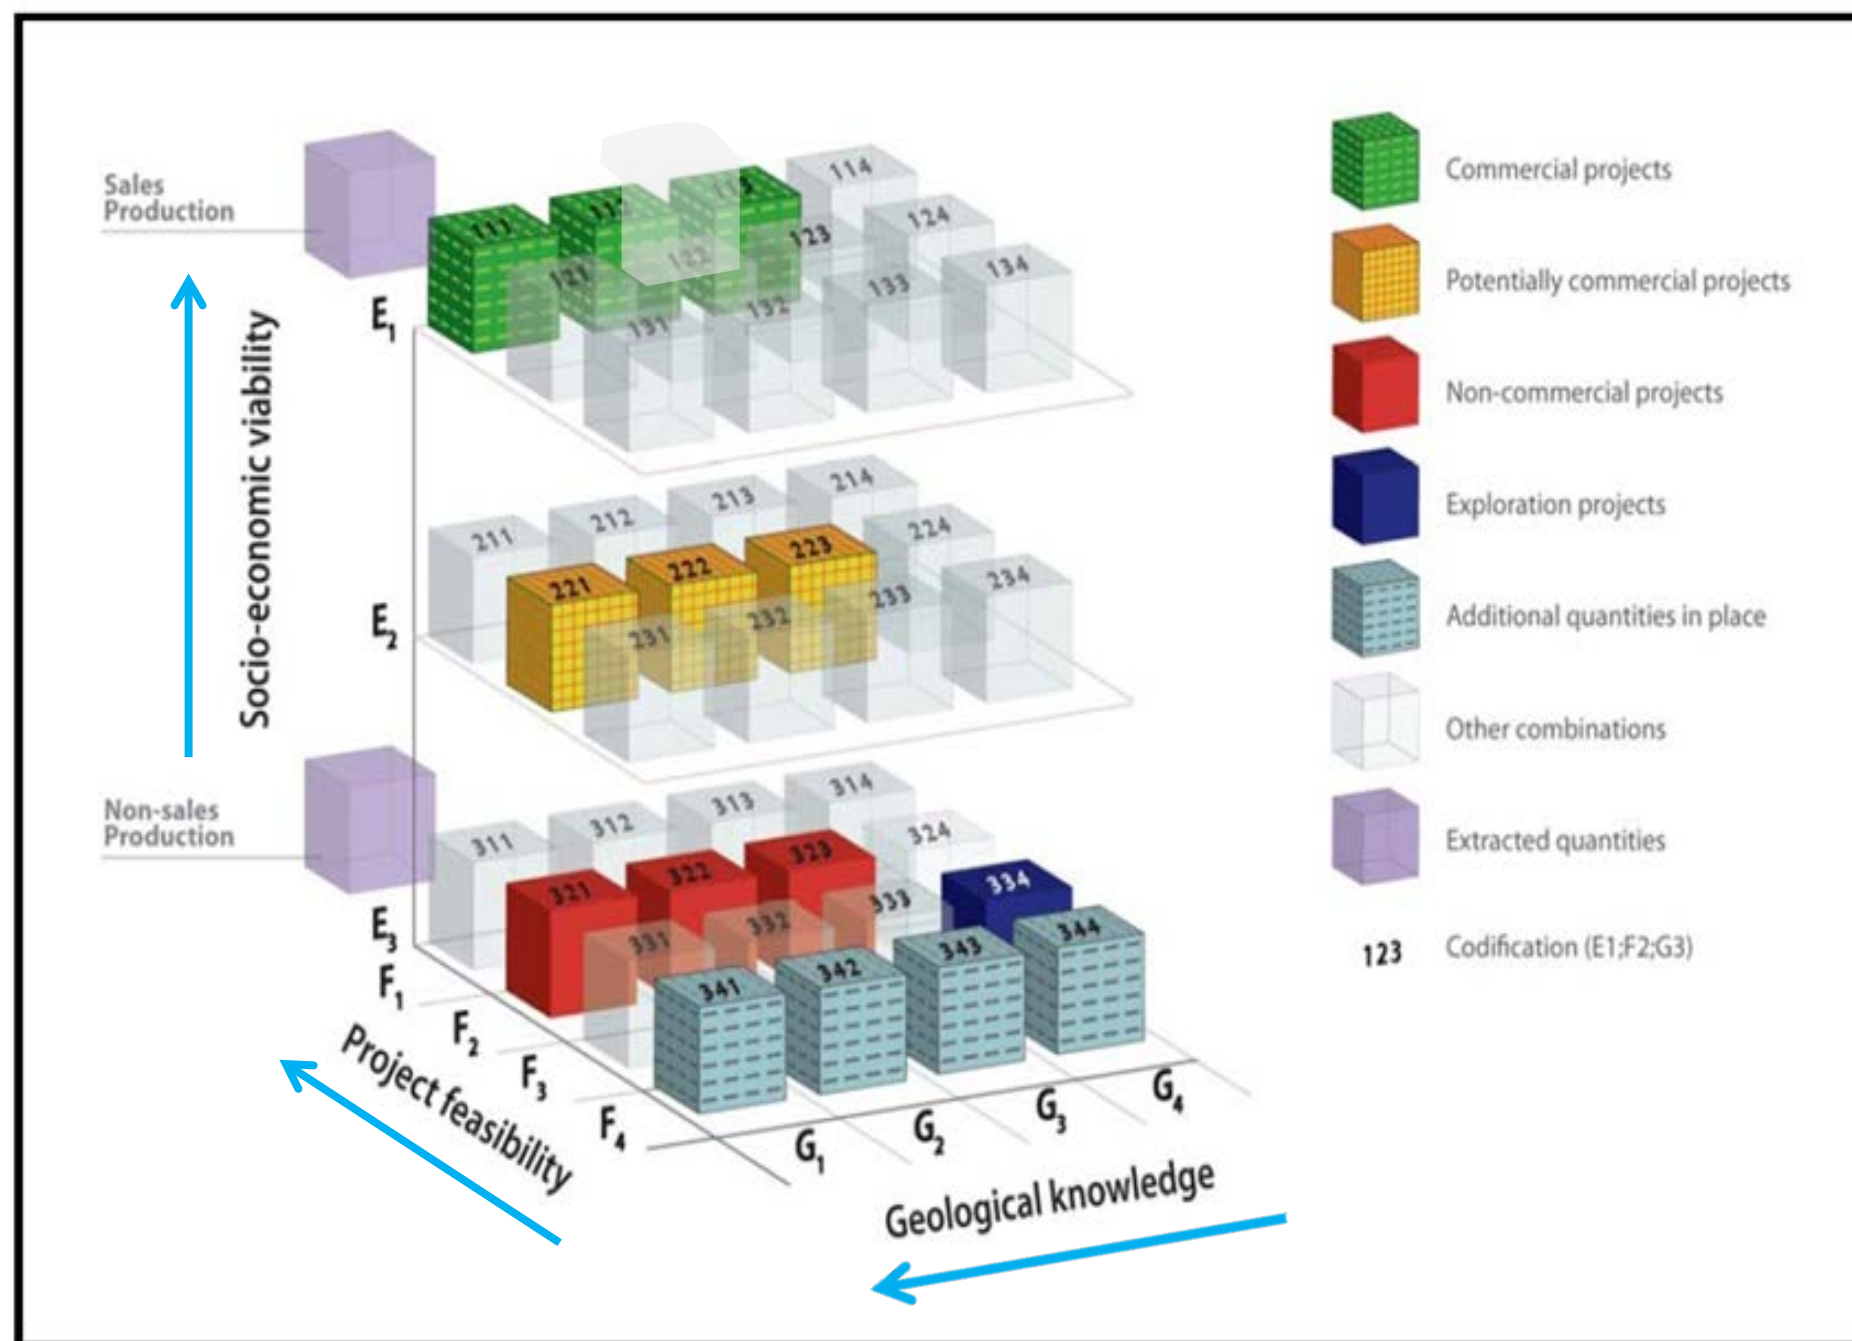 Sales
Production
Socio-economic viability
Non-sales
Production
E1
E2
E3
F1
F2
F3
F4
G1
G2
G3
G4
Project feasibility
Geological knowledge
111
112
113
114
121
122
123
124
131
132
133
134
211
212
213
214
221
222
223
224
231
232
233
234
311
312
313
314
321
322
323
324
331
332
333
334
341
342
343
344
Commercial projects
Potentially commercial projects
Non-commercial projects
Exploration projects
Additional quantities in place
Other combinations
Extracted quantities
123 Codification (E1;F2;G3)